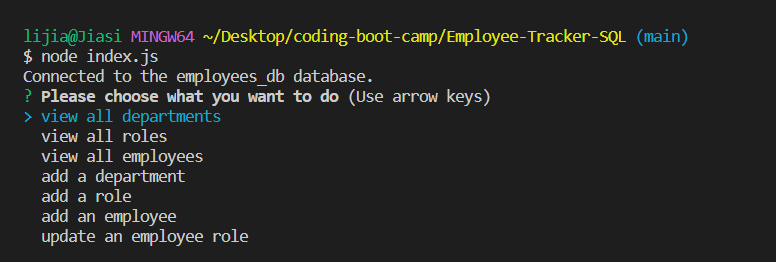 lijia@Jiasi MINGW64 ~/Desktop/coding-boot-camp/Employee-Tracker-SQL (main)
$ node index.js
Connected to the employees_db database.
? Please choose what you want to do (Use arrow keys)
> view all departments
view all roles
view all employees
add a department
add a role
add an employee
update an employee role